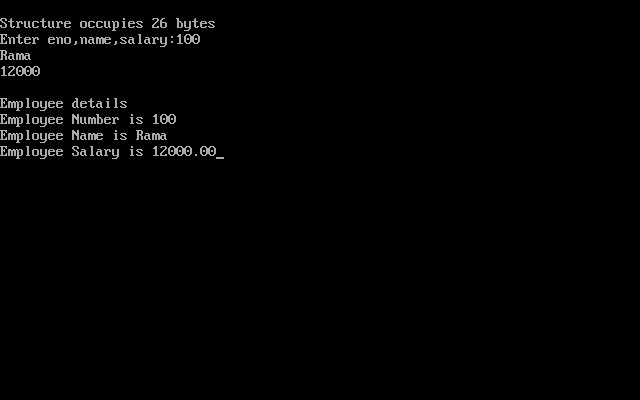 Structure occupies 26 bytes
Enter eno,name,salary:100
Rama
12000
Employee details
Employee Number is 100
Employee Name is Rama
Employee Salary is 12000.00_